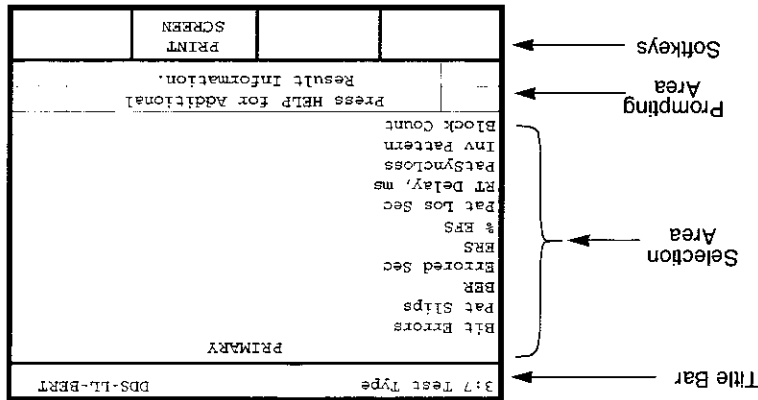 Title Bar
3:7 Test Type DDS-LL-BERT
PRIMARY
Bit Errors
Pat Slips
BER
Errored Sec
EFS
% EFS
Pat Los Sec
RT Delay, ms
PatSyncLoss
Inv Pattern
Block Count
Selection
Area
Press HELP for Additional
Result Information.
Prompting
Area
PRINT
SCREEN
Softkeys